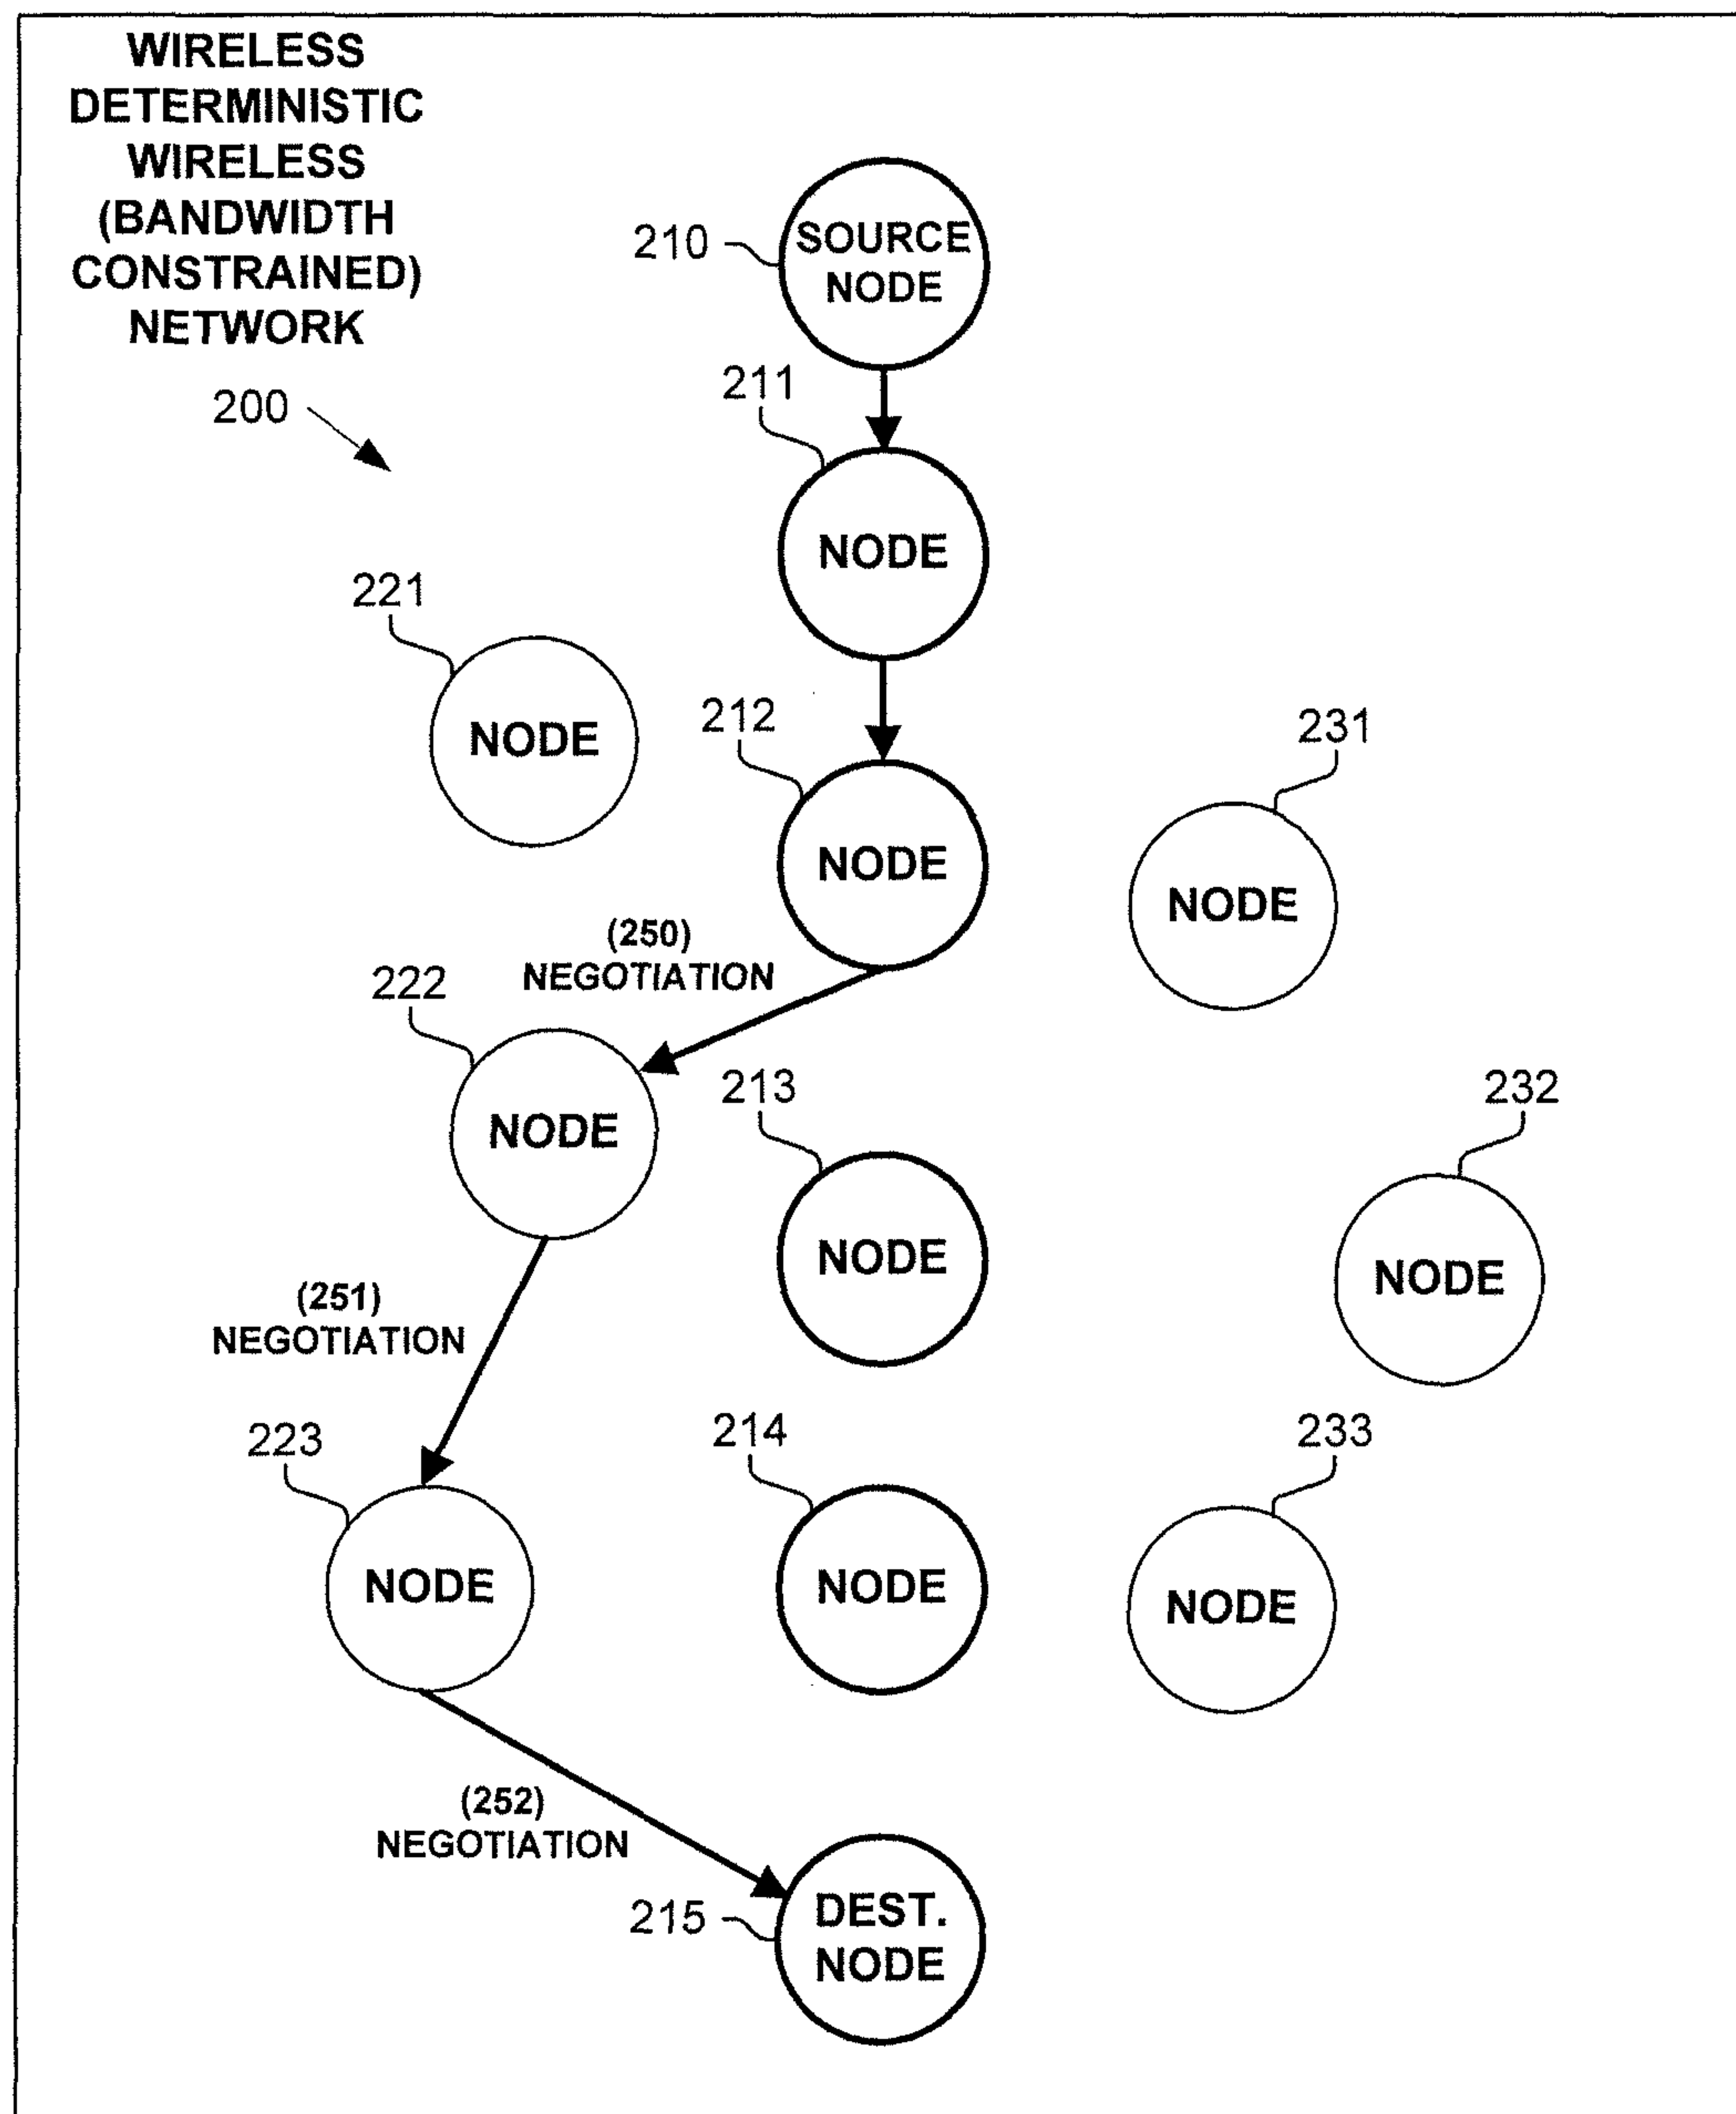 WIRELESS
DETERMINISTIC
WIRELESS
(BANDWIDTH
CONSTRAINED)
NETWORK
200
210
SOURCE
NODE
211
NODE
221
NODE
212
NODE
231
NODE
(250)
NEGOTIATION
222
NODE
213
NODE
232
NODE
(251)
NEGOTIATION
223
NODE
214
NODE
233
NODE
(252)
NEGOTIATION
215
DEST.
NODE